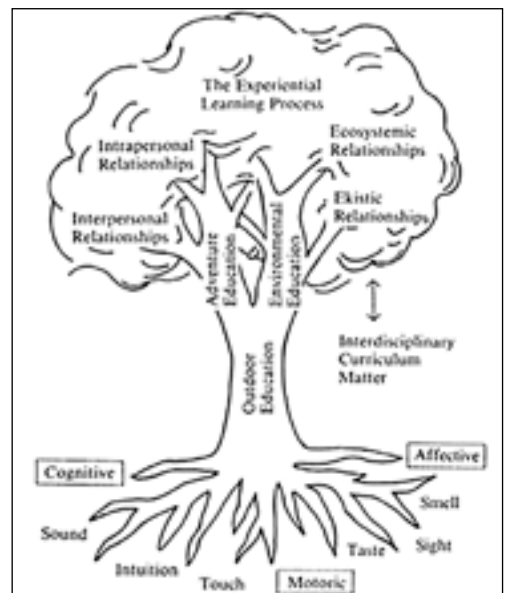 The Experiential
Learning Process
Intrapersonal
Relationships
Ecosystemic
Relationships
Interpersonal
Relationships
Ekistic
Relationships
Adventure
Education
Environmental
Education
Interdisciplinary
Curriculum
Matter
Outdoor
Education
Cognitive
Affective
Sound
Smell
Intuition
Touch
Motoric
Taste
Sight